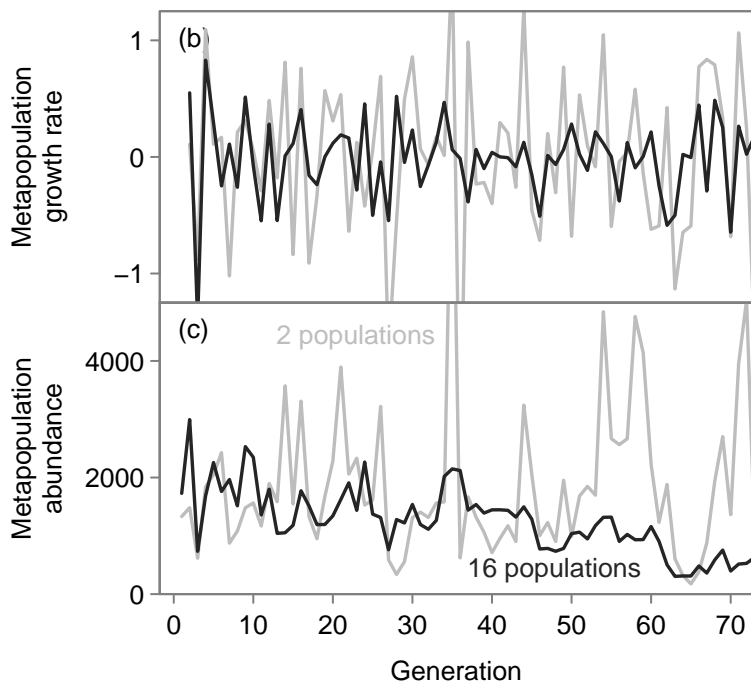 Metapopulation
growth rate
1
0
−1
(b)
Metapopulation
abundance
4000
2000
0
(c)
2 populations
16 populations
0 10 20 30 40 50 60 70
Generation